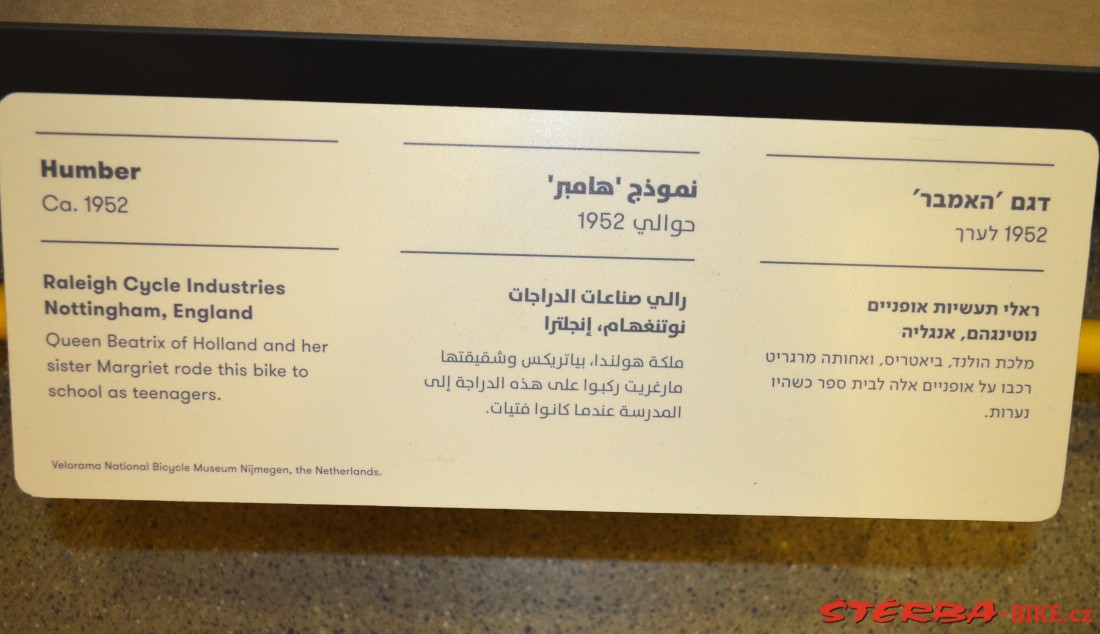 Humber
Ca. 1952
Raleigh Cycle Industries
Nottingham, England
Queen Beatrix of Holland and her
sister Margriet rode this bike to
school as teenagers.
Velorama National Bicycle Museum Nijmegen, the Netherlands.
نموذج 'هامبر'
حوالي 1952
رالي صناعات الدراجات
نوتنغهام، إنجلترا
ملكة هولندا، بياتريكس وشقيقتها
مارغريت ركبوا على هذه الدراجة إلى
المدرسة عندما كانوا فتيات.
דגם 'האמבר'
1952 לערך
ראלי תעשיות אופניים
נוטינגהם, אנגליה
מלכת הולנד, ביאטריס, ואחותה מרגריט
רכבו על אופניים אלה לבית ספר כשהיו
נערות.
ŠTĚRBA-BIKE.cz